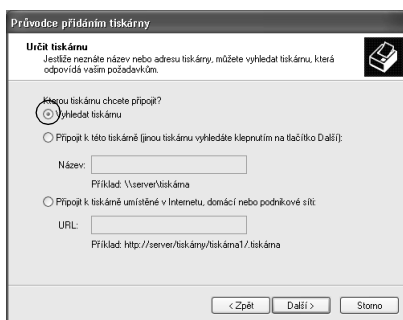 Průvodce přidáním tiskárny
Určit tiskárnu
Jestliže neznáte název nebo adresu tiskárny, můžete vyhledat tiskárnu, která
odpovídá vašim požadavkům.
Kterou tiskárnu chcete připojit?
Vyhledat tiskárnu
Připojit k této tiskárně (jinou tiskárnu vyhledáte klepnutím na tlačítko Další):
Název:
Příklad: \\server\tiskárna
Připojit k tiskárně umístěné v Internetu, domácí nebo podnikové síti:
URL:
Příklad: http://server/tiskárny/tiskárna1/.tiskárna
< Zpět Další > Storno